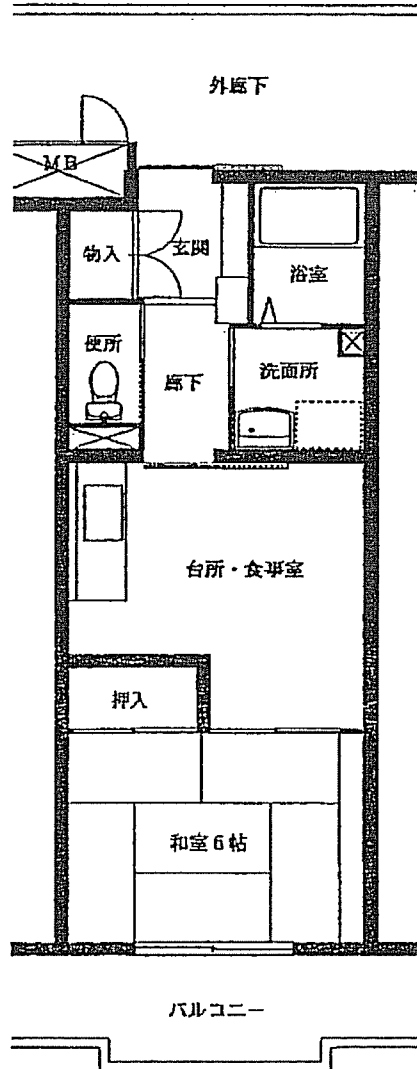 外廊下
MB
物入
玄関
浴室
便所
廊下
洗面所
台所・食事室
押入
和室6帖
バルコニー